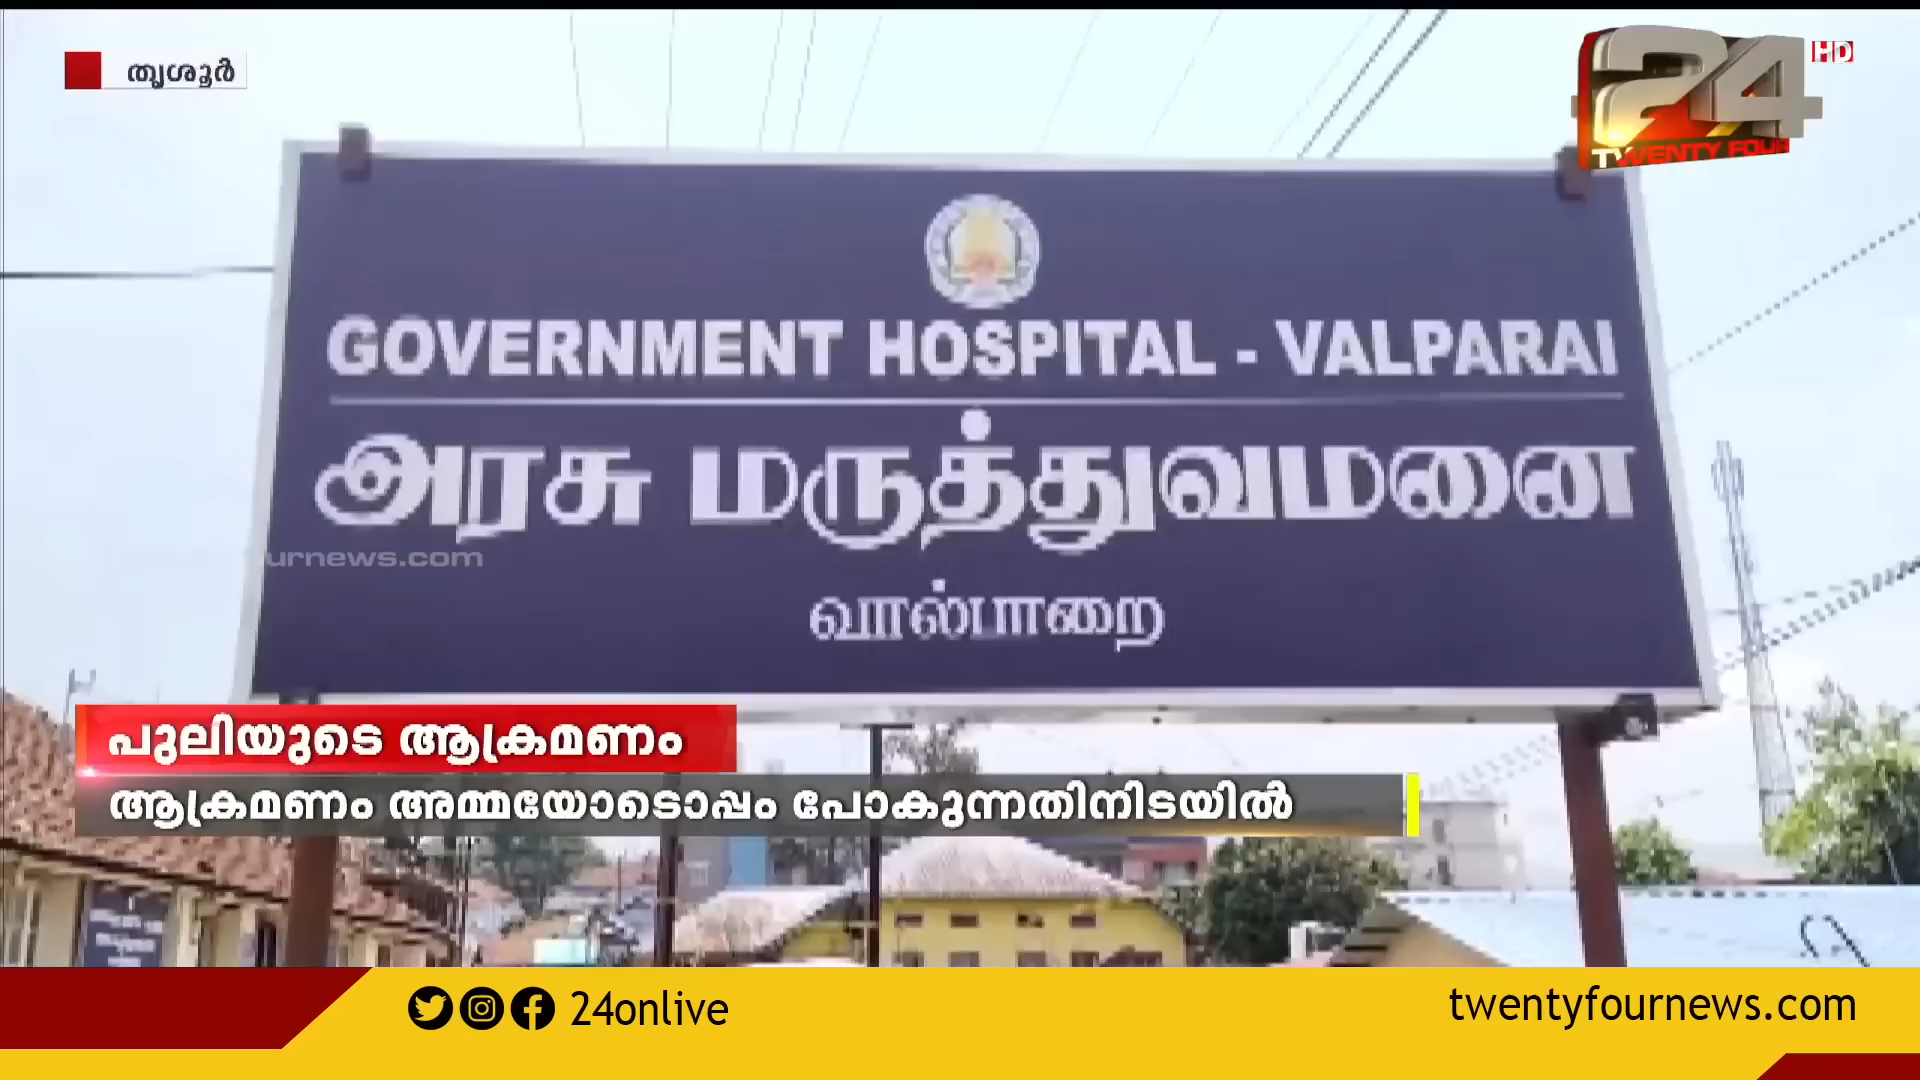 തൃശൂർ
24
HD
TWENTY FOUR
GOVERNMENT HOSPITAL - VALPARAI
அரசு மருத்துவமனை
urnews.com
வால்பாறை
പുലിയുടെ ആക്രമണം
ആക്രമണം അമ്മയോടൊപ്പം പോകുന്നതിനിടയിൽ
24onlive
twentyfournews.com